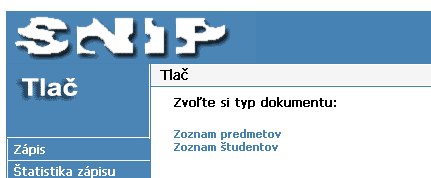 SNIP
Tlač
Tlač
Zvoľte si typ dokumentu:
Zoznam predmetov
Zoznam študentov
Zápis
Štatistika zápisu